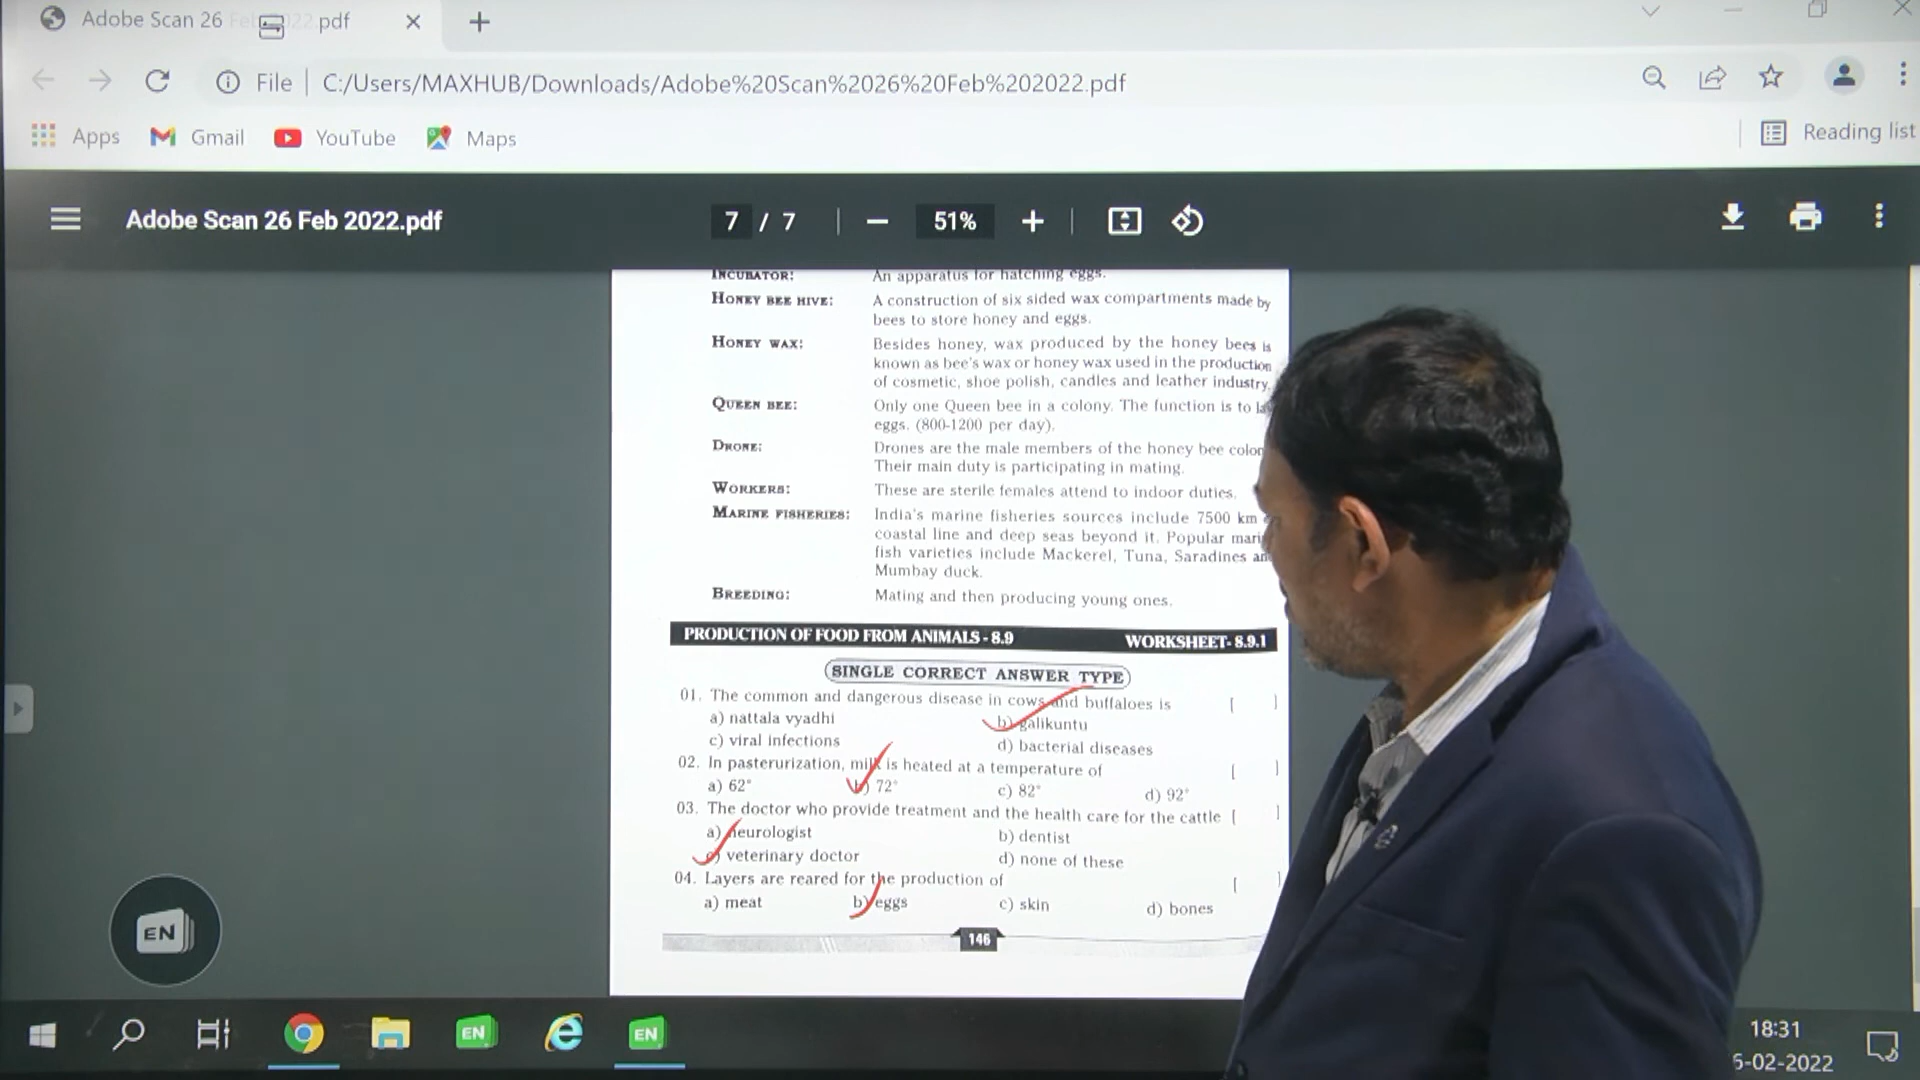 Adobe Scan 26 Feb 2022.pdf
File C:/Users/MAXHUB/Downloads/Adobe%20Scan%2026%20Feb%202022.pdf
Apps Gmail YouTube Maps Reading list
Adobe Scan 26 Feb 2022.pdf 7 / 7 51%
INCUBATOR: An apparatus for hatching eggs.
HONEY BEE HIVE: A construction of six sided wax compartments made by
bees to store honey and eggs.
HONEY WAX: Besides honey, wax produced by the honey bees is
known as bee's wax or honey wax used in the production
of cosmetic, shoe polish, candles and leather industry.
QUEEN BEE: Only one Queen bee in a colony. The function is to
eggs. (800-1200 per day).
DRONE: Drones are the male members of the honey bee
Their main duty is participating in mating.
WORKERS: These are sterile females attend to indoor duties.
MARINE FISHERIES: India's marine fisheries sources include 7500 km
coastal line and deep seas beyond it. Popular
fish varieties include Mackerel, Tuna, Saradines
Mumbay duck.
BREEDING: Mating and then producing young ones.
PRODUCTION OF FOOD FROM ANIMALS - 8.9 WORKSHEET- 8.9.1
SINGLE CORRECT ANSWER TYPE
01. The common and dangerous disease in cows and buffaloes is [ ]
a) nattala vyadhi b) galikuntu
c) viral infections d) bacterial diseases
02. In pasterurization, milk is heated at a temperature of [ ]
a) 62° b) 72° c) 82° d) 92°
03. The doctor who provide treatment and the health care for the cattle [ ]
a) neurologist b) dentist
c) veterinary doctor d) none of these
04. Layers are reared for the production of [ ]
a) meat b) eggs c) skin d) bones
146
EN
EN EN
18:31
-02-2022